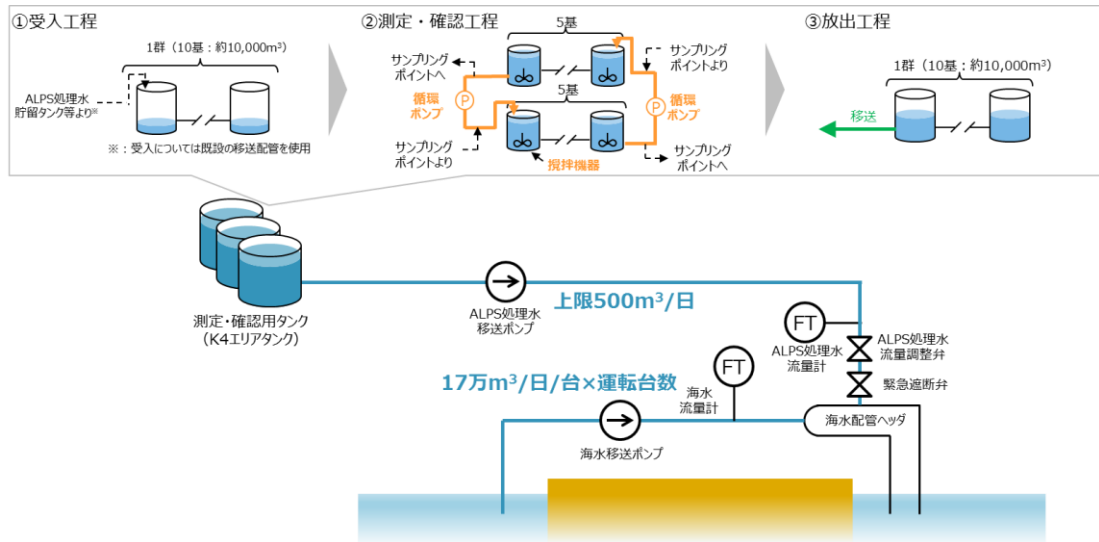 ①受入工程
1群（10基：約10,000m³）
ALPS処理水
貯留タンク等より※
※：受入については既設の移送配管を使用
②測定・確認工程
5基
サンプリング
ポイントへ
サンプリング
ポイントより
P
循環
ポンプ
5基
P
循環
ポンプ
サンプリング
ポイントより
攪拌機器
サンプリング
ポイントへ
③放出工程
1群（10基：約10,000m³）
移送
測定・確認用タンク
（K4エリアタンク）
ALPS処理水
移送ポンプ
上限500m³/日
FT
ALPS処理水
流量計
ALPS処理水
流量調整弁
緊急遮断弁
17万m³/日/台×運転台数
FT
海水
流量計
海水移送ポンプ
海水配管ヘッダ